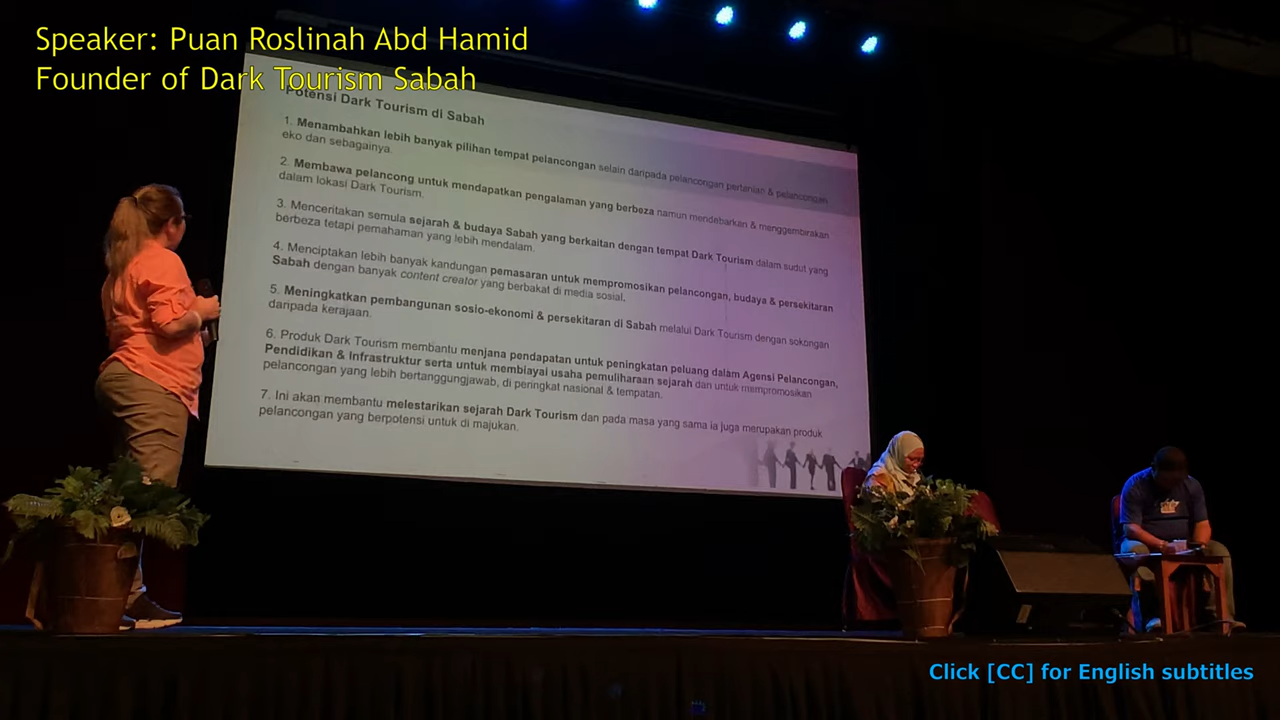 Speaker: Puan Roslinah Abd Hamid
Founder of Dark Tourism Sabah
Potensi Dark Tourism di Sabah
1. Menambahkan lebih banyak pilihan tempat pelancongan selain daripada pelancongan pertanian & pelancongan
eko dan sebagainya.
2. Membawa pelancong untuk mendapatkan pengalaman yang berbeza namun mendebarkan & menggembirakan
dalam lokasi Dark Tourism.
3. Menceritakan semula sejarah & budaya Sabah yang berkaitan dengan tempat Dark Tourism dalam sudut yang
berbeza tetapi pemahaman yang lebih mendalam.
4. Menciptakan lebih banyak kandungan pemasaran untuk mempromosikan pelancongan, budaya & persekitaran
Sabah dengan banyak content creator yang berbakat di media sosial.
5. Meningkatkan pembangunan sosio-ekonomi & persekitaran di Sabah melalui Dark Tourism dengan sokongan
daripada kerajaan.
6. Produk Dark Tourism membantu menjana pendapatan untuk peningkatan peluang dalam Agensi Pelancongan,
Pendidikan & Infrastruktur serta untuk membiayai usaha pemuliharaan sejarah dan untuk mempromosikan
pelancongan yang lebih bertanggungjawab, di peringkat nasional & tempatan.
7. Ini akan membantu melestarikan sejarah Dark Tourism dan pada masa yang sama ia juga merupakan produk
pelancongan yang berpotensi untuk di majukan.
Click [CC] for English subtitles